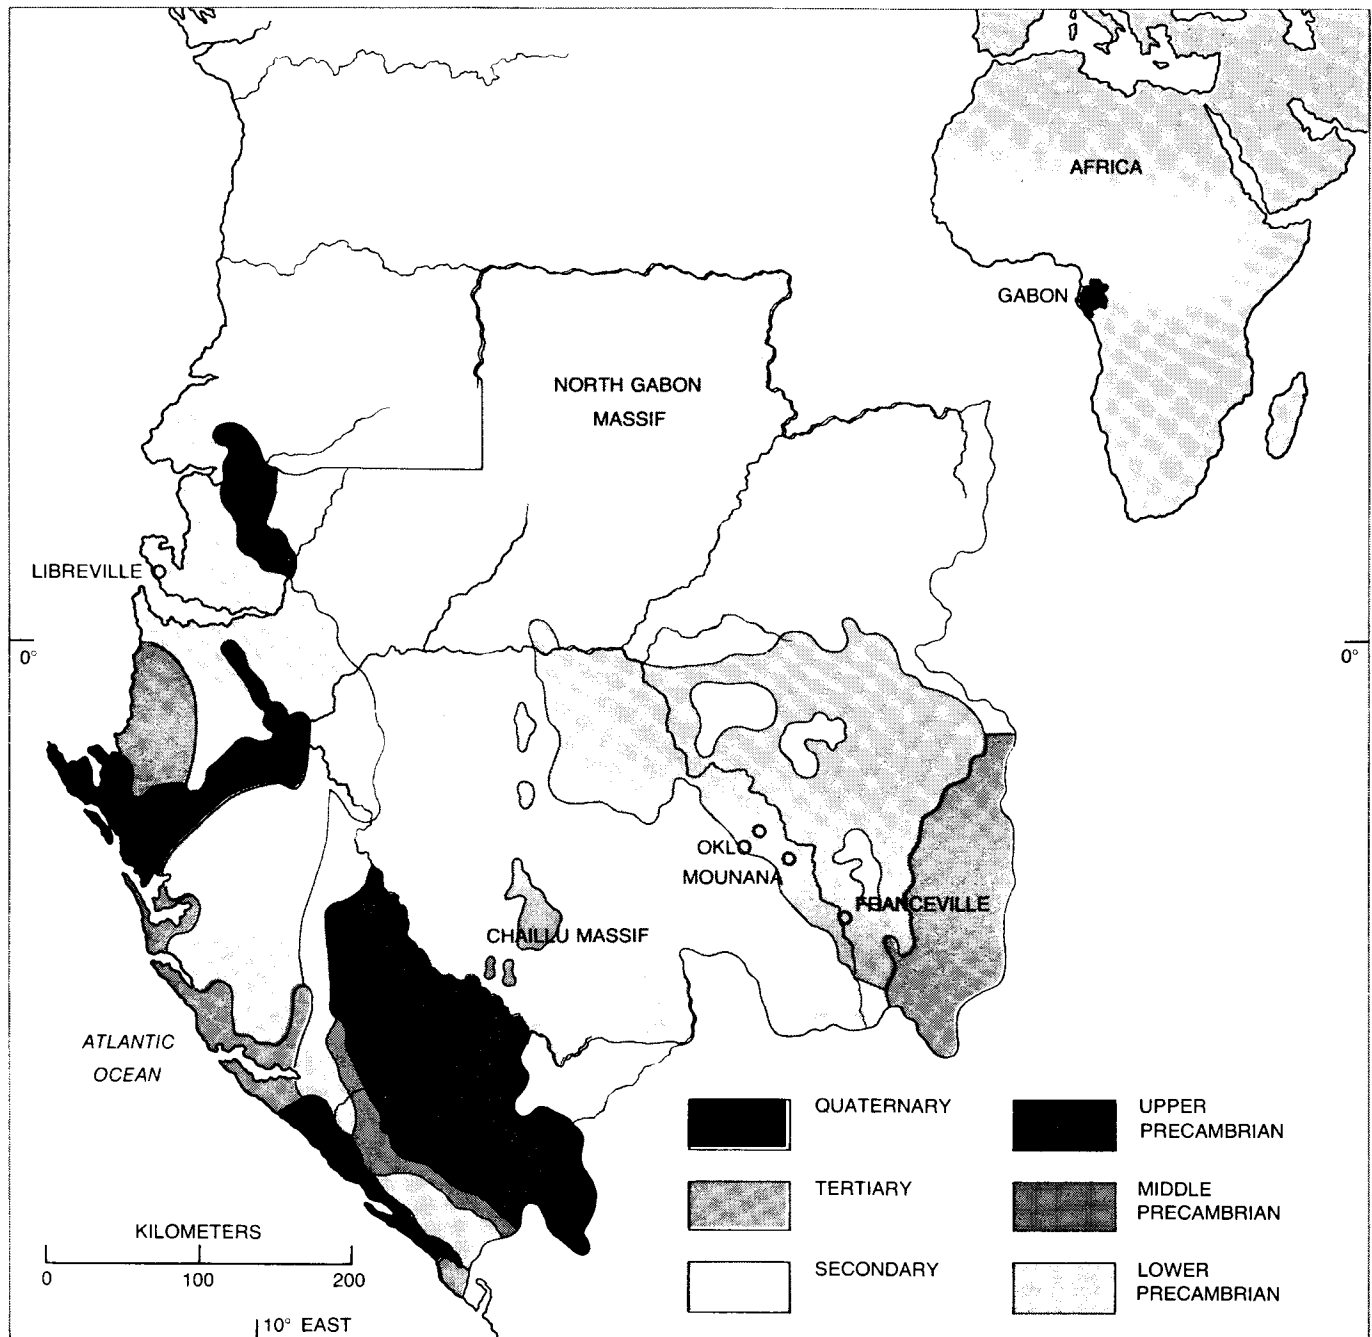 AFRICA
GABON
NORTH GABON
MASSIF
LIBREVILLE
0°
0°
OKLO
MOUNANA
FRANCEVILLE
CHAILLU MASSIF
ATLANTIC
OCEAN
QUATERNARY
UPPER
PRECAMBRIAN
TERTIARY
MIDDLE
PRECAMBRIAN
SECONDARY
LOWER
PRECAMBRIAN
KILOMETERS
0 100 200
10° EAST